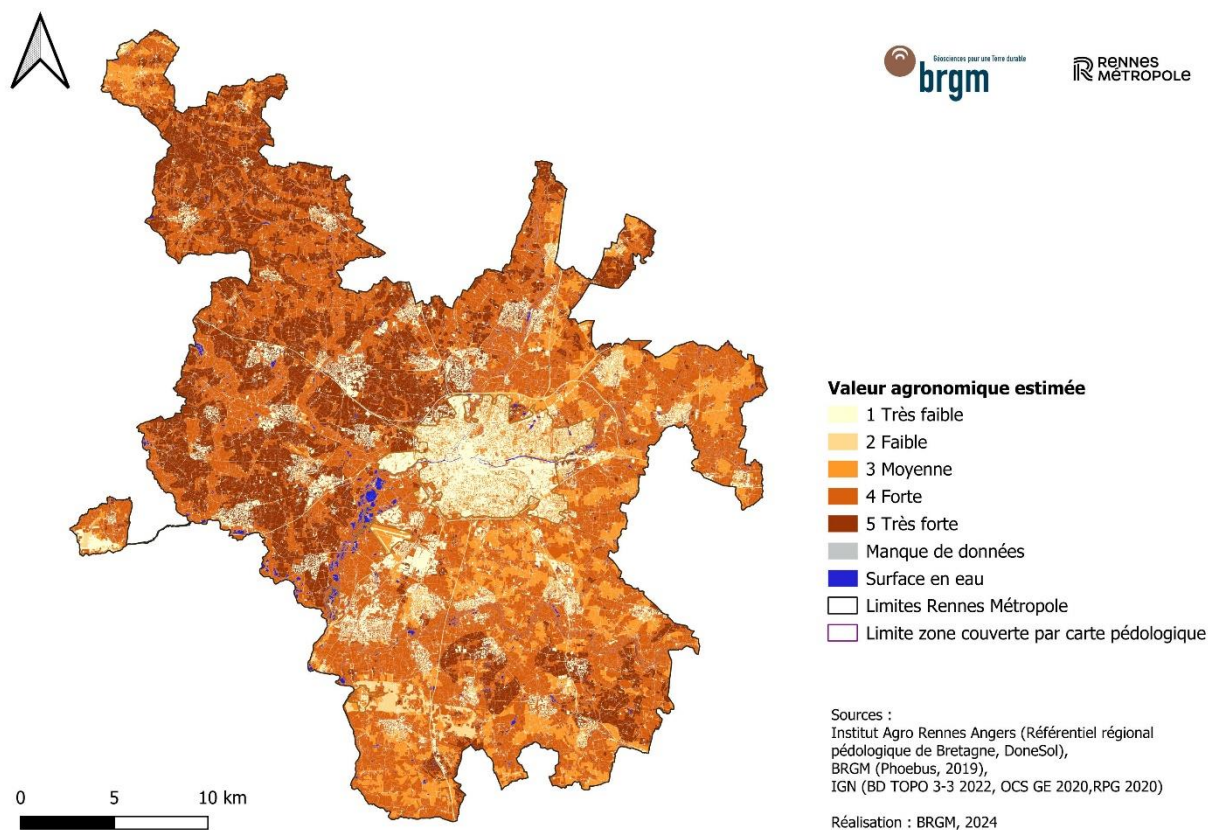 Géosciences pour une Terre durable
brgm
RENNES
MÉTROPOLE
Valeur agronomique estimée
1 Très faible
2 Faible
3 Moyenne
4 Forte
5 Très forte
Manque de données
Surface en eau
Limites Rennes Métropole
Limite zone couverte par carte pédologique
Sources :
Institut Agro Rennes Angers (Référentiel régional
pédologique de Bretagne, DoneSol),
BRGM (Phoebus, 2019),
IGN (BD TOPO 3-3 2022, OCS GE 2020,RPG 2020)
Réalisation : BRGM, 2024
0 5 10 km